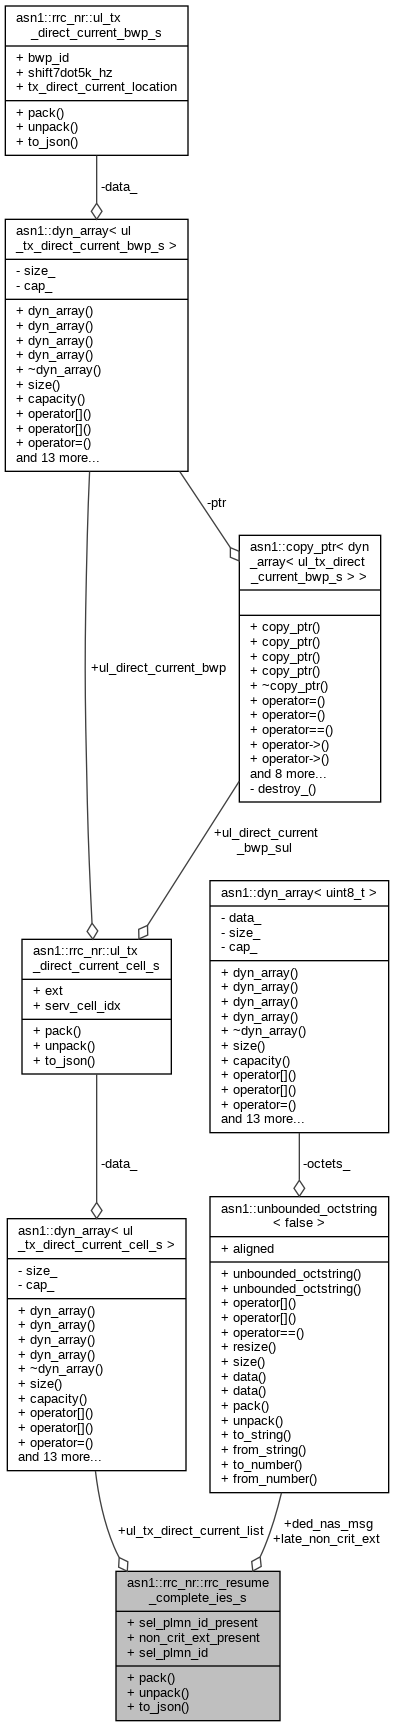 asn1::rrc_nr::ul_tx
_direct_current_bwp_s
+ bwp_id
+ shift7dot5k_hz
+ tx_direct_current_location
+ pack()
+ unpack()
+ to_json()
-data_
asn1::dyn_array< ul
_tx_direct_current_bwp_s >
- size_
- cap_
+ dyn_array()
+ dyn_array()
+ dyn_array()
+ dyn_array()
+ ~dyn_array()
+ size()
+ capacity()
+ operator[]()
+ operator[]()
+ operator=()
and 13 more...
-ptr
asn1::copy_ptr< dyn
_array< ul_tx_direct
_current_bwp_s > >
+ copy_ptr()
+ copy_ptr()
+ copy_ptr()
+ copy_ptr()
+ ~copy_ptr()
+ operator=()
+ operator=()
+ operator==()
+ operator->()
+ operator->()
and 8 more...
- destroy_()
+ul_direct_current_bwp
+ul_direct_current
_bwp_sul
asn1::rrc_nr::ul_tx
_direct_current_cell_s
+ ext
+ serv_cell_idx
+ pack()
+ unpack()
+ to_json()
asn1::dyn_array< uint8_t >
- data_
- size_
- cap_
+ dyn_array()
+ dyn_array()
+ dyn_array()
+ dyn_array()
+ ~dyn_array()
+ size()
+ capacity()
+ operator[]()
+ operator[]()
+ operator=()
and 13 more...
-data_
-octets_
asn1::dyn_array< ul
_tx_direct_current_cell_s >
- size_
- cap_
+ dyn_array()
+ dyn_array()
+ dyn_array()
+ dyn_array()
+ ~dyn_array()
+ size()
+ capacity()
+ operator[]()
+ operator[]()
+ operator=()
and 13 more...
asn1::unbounded_octstring
< false >
+ aligned
+ unbounded_octstring()
+ unbounded_octstring()
+ operator[]()
+ operator[]()
+ operator==()
+ resize()
+ size()
+ data()
+ data()
+ pack()
+ unpack()
+ to_string()
+ from_string()
+ to_number()
+ from_number()
+ul_tx_direct_current_list
+ded_nas_msg
+late_non_crit_ext
asn1::rrc_nr::rrc_resume
_complete_ies_s
+ sel_plmn_id_present
+ non_crit_ext_present
+ sel_plmn_id
+ pack()
+ unpack()
+ to_json()